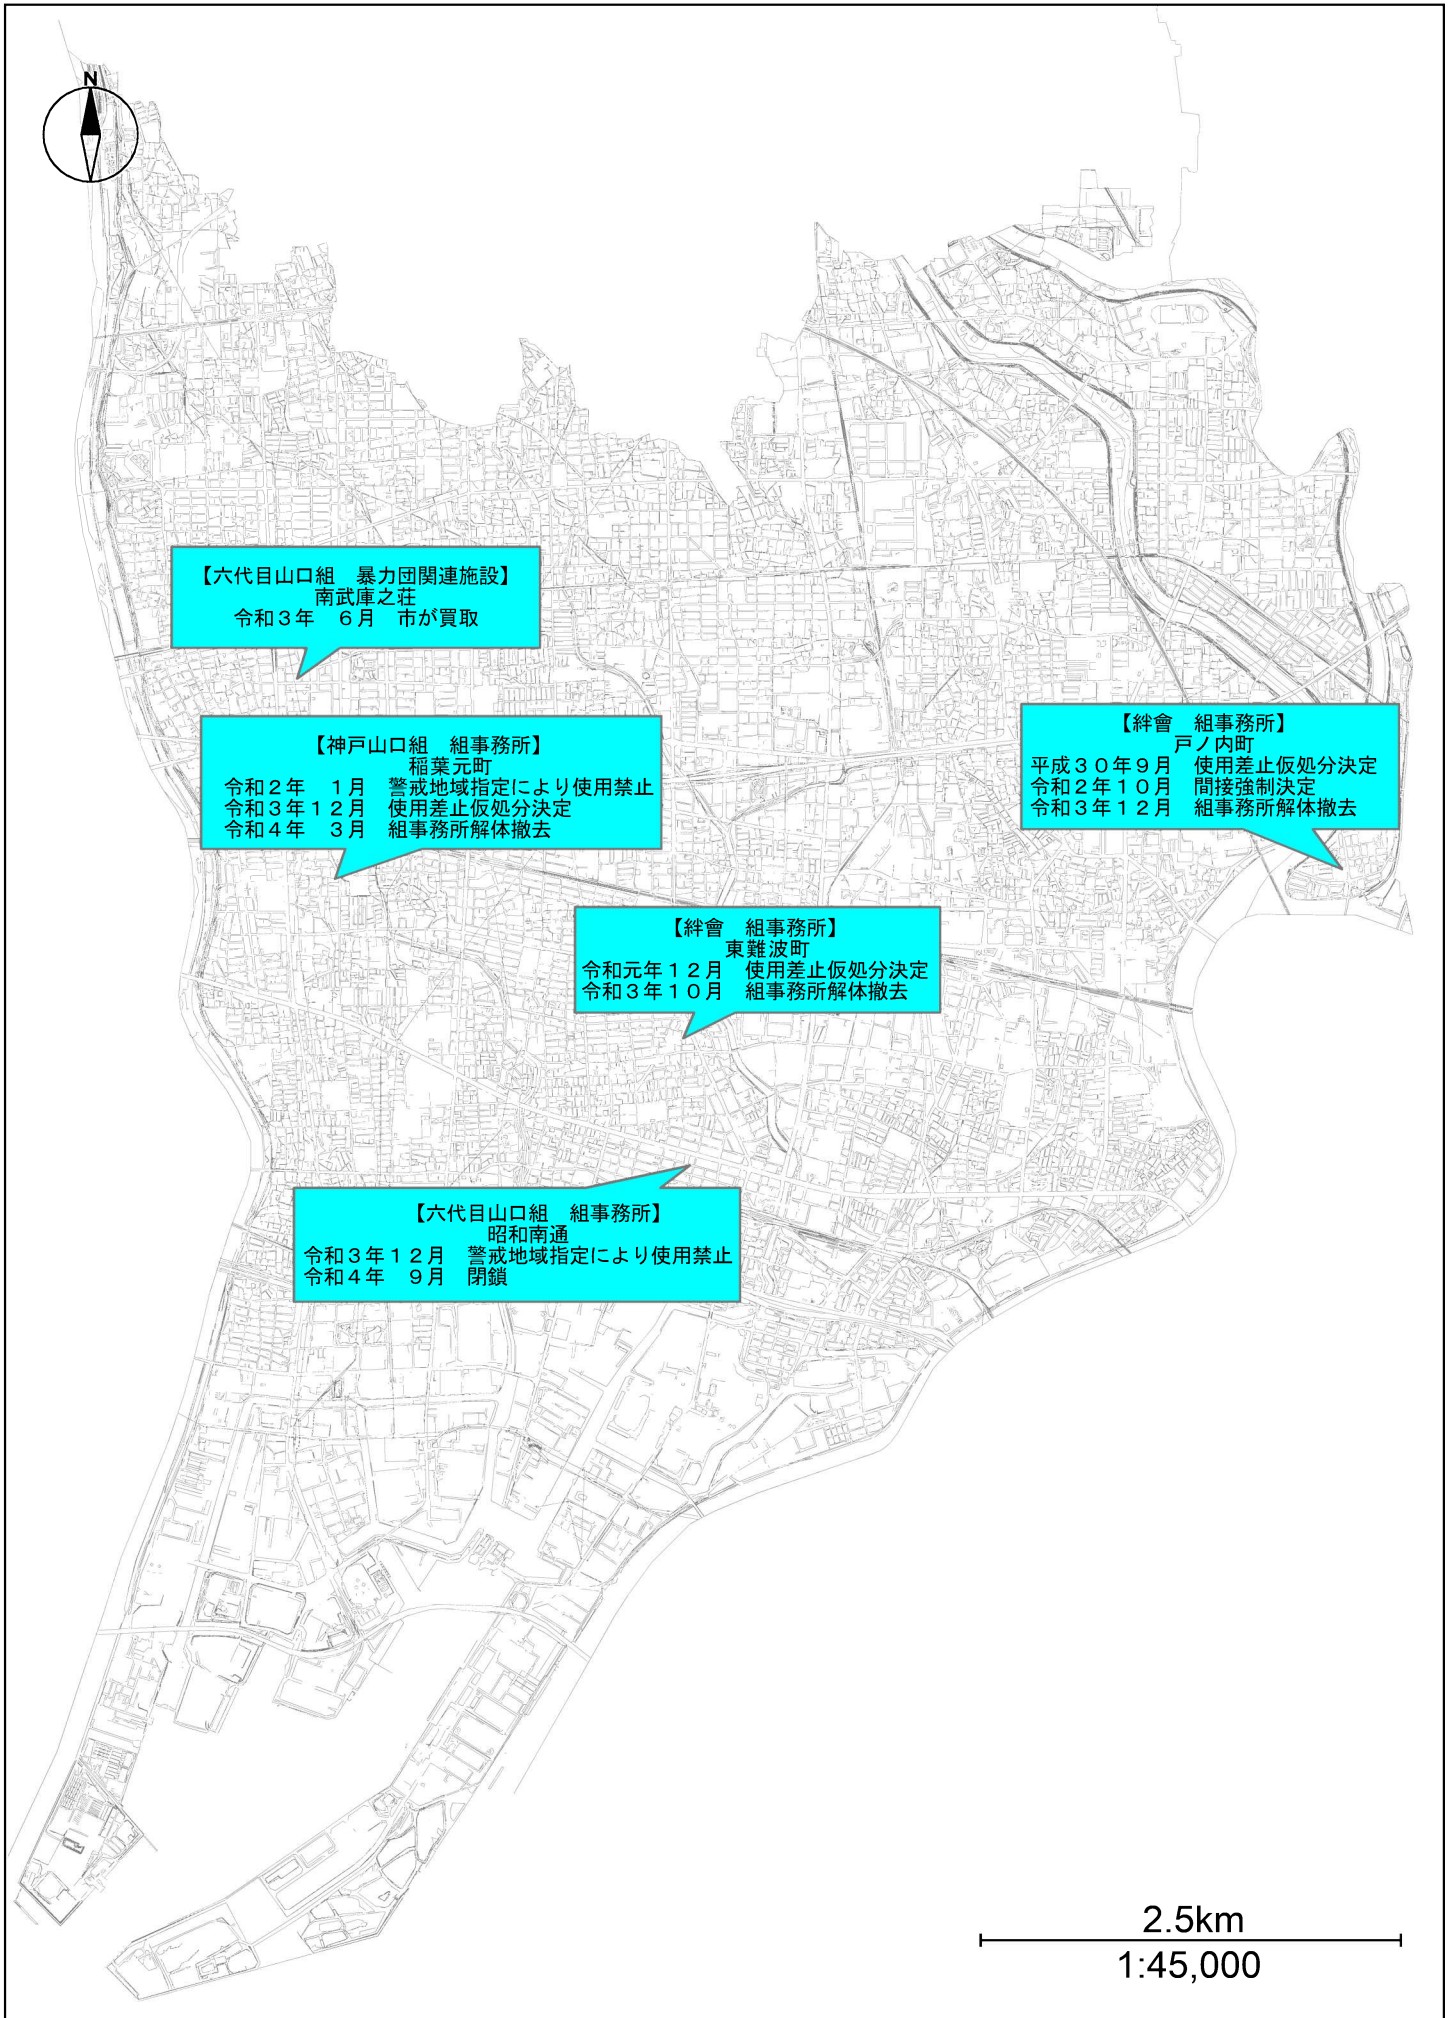 N
【六代目山口組　暴力団関連施設】
南武庫之荘
令和３年　６月　市が買取
【神戸山口組　組事務所】
稲葉元町
令和２年　１月　警戒地域指定により使用禁止
令和３年１２月　使用差止仮処分決定
令和４年　３月　組事務所解体撤去
【絆會　組事務所】
戸ノ内町
平成３０年９月　使用差止仮処分決定
令和２年１０月　間接強制決定
令和３年１２月　組事務所解体撤去
【絆會　組事務所】
東難波町
令和元年１２月　使用差止仮処分決定
令和３年１０月　組事務所解体撤去
【六代目山口組　組事務所】
昭和南通
令和３年１２月　警戒地域指定により使用禁止
令和４年　９月　閉鎖
2.5km
1:45,000